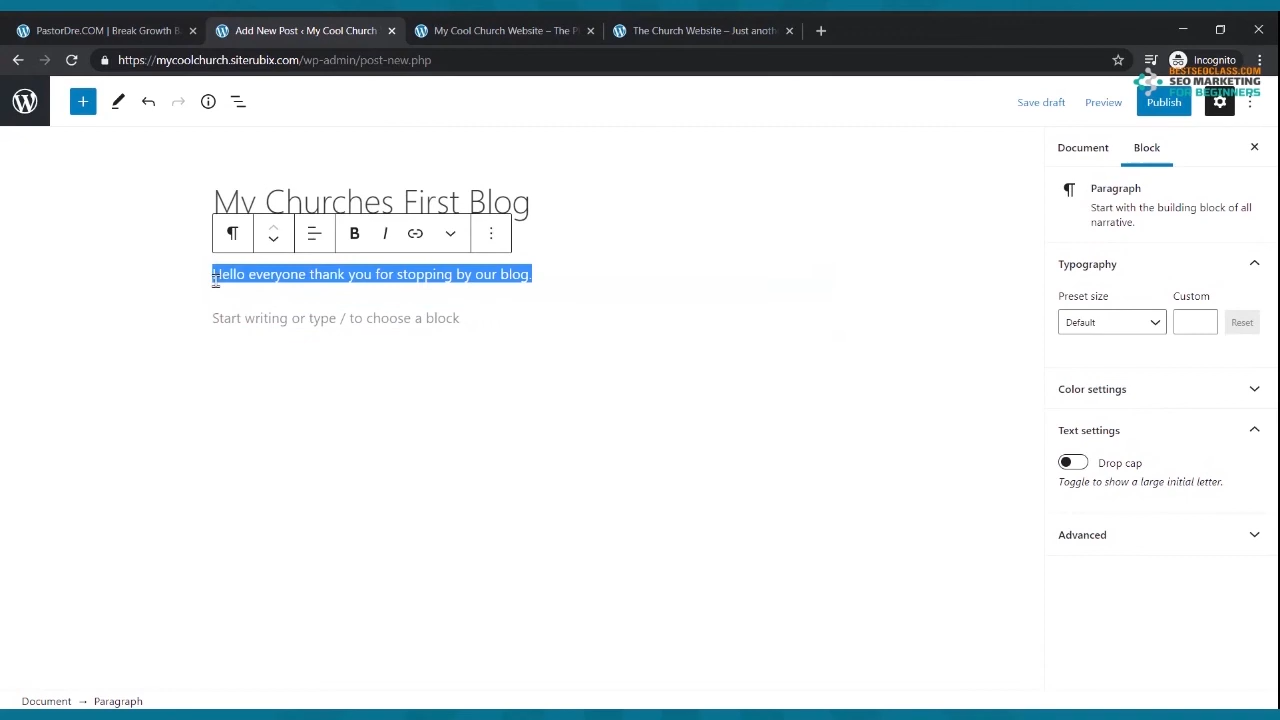 PastorDre.COM | Break Growth B
Add New Post ‹ My Cool Church
My Cool Church Website – The P
The Church Website – Just anoth
https://mycoolchurch.siterubix.com/wp-admin/post-new.php
Incognito
BESTSEOCLASS.COM
SEO MARKETING
FOR BEGINNERS
Save draft
Preview
Publish
Document
Block
My Churches First Blog
B
I
Hello everyone thank you for stopping by our blog.
Start writing or type / to choose a block
Paragraph
Start with the building block of all
narrative.
Typography
Preset size
Custom
Default
Reset
Color settings
Text settings
Drop cap
Toggle to show a large initial letter.
Advanced
Document → Paragraph